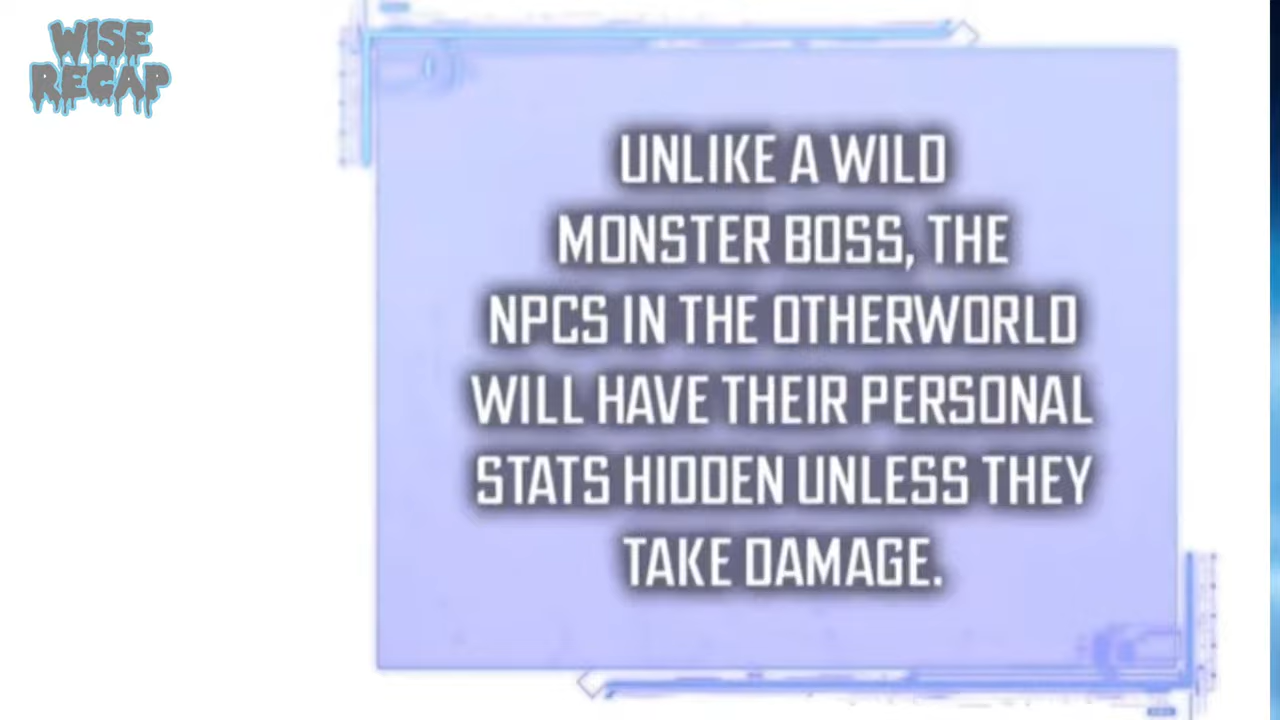 WISE
RECAP
UNLIKE A WILD
MONSTER BOSS, THE
NPCS IN THE OTHERWORLD
WILL HAVE THEIR PERSONAL
STATS HIDDEN UNLESS THEY
TAKE DAMAGE.